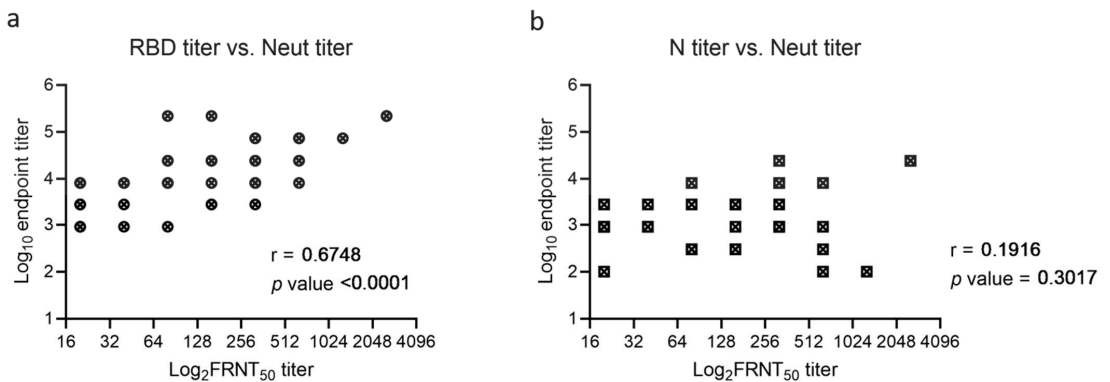 a
RBD titer vs. Neut titer
Log10 endpoint titer
6
5
4
3
2
1
r = 0.6748
p value <0.0001
16 32 64 128 256 512 1024 2048 4096
Log2FRNT50 titer
b
N titer vs. Neut titer
Log10 endpoint titer
6
5
4
3
2
1
r = 0.1916
p value = 0.3017
16 32 64 128 256 512 1024 2048 4096
Log2FRNT50 titer